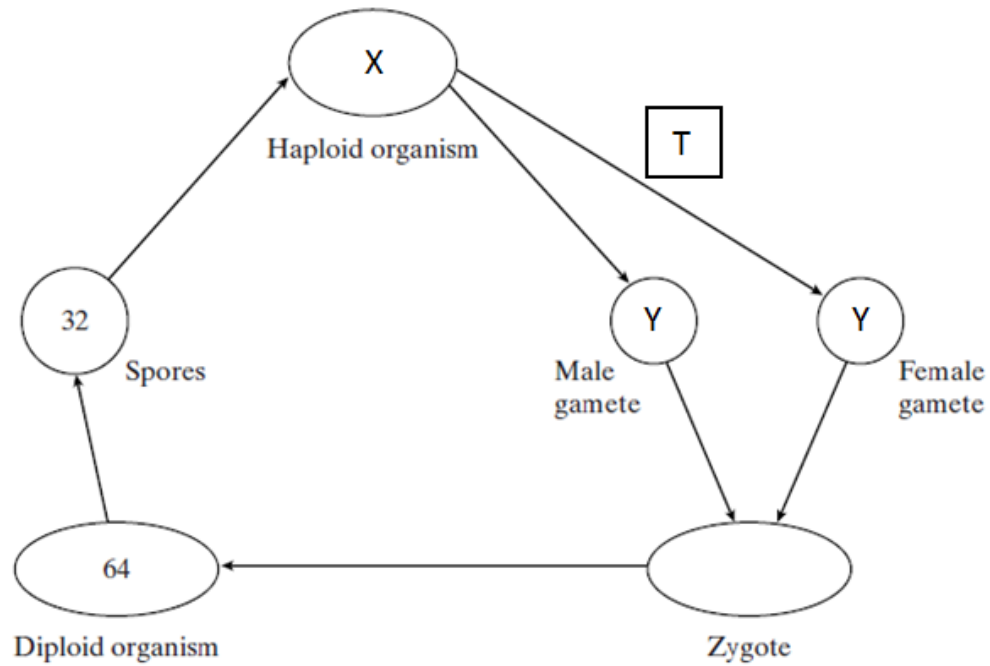 X
Haploid organism
T
32
Spores
Y
Male
gamete
Y
Female
gamete
64
Diploid organism
Zygote